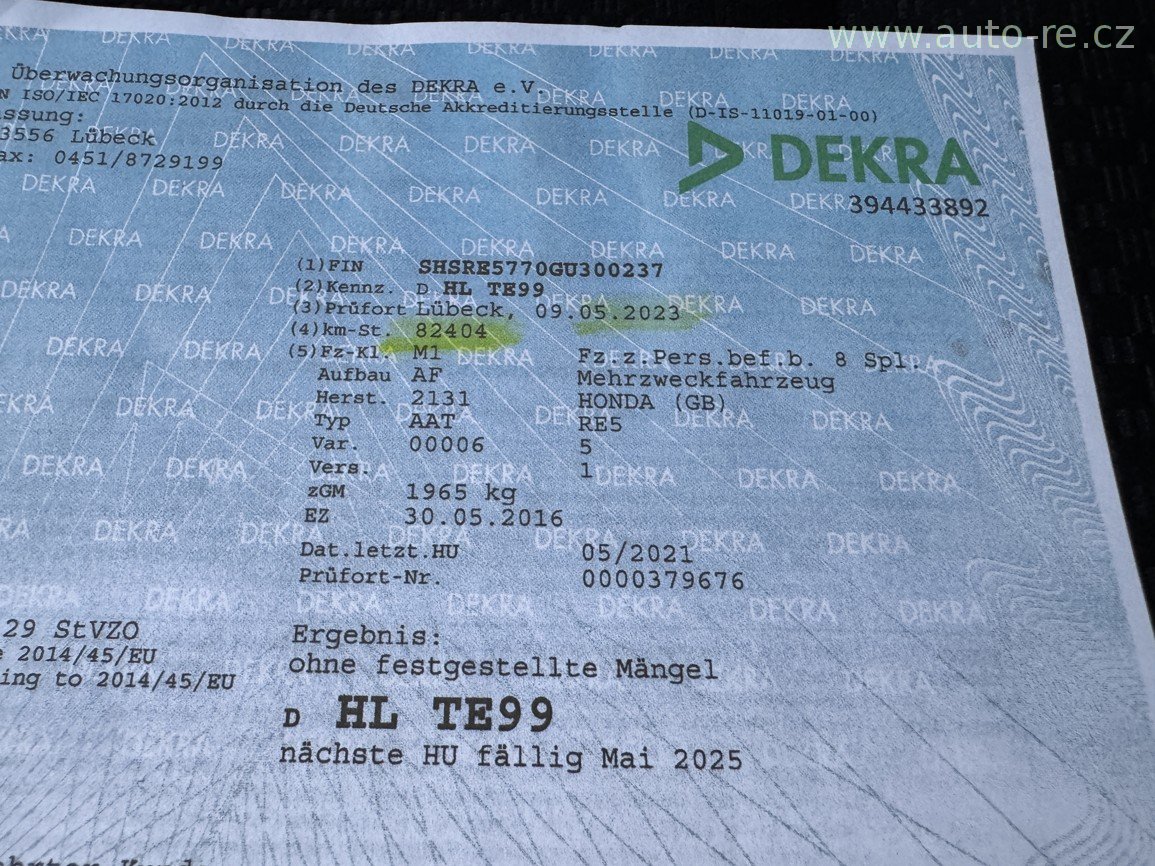 www.auto-re.cz
Überwachungsorganisation des DEKRA e.V.
N ISO/IEC 17020:2012 durch die Deutsche Akkreditierungsstelle (D-IS-11019-01-00)
assung:
3556 Lübeck
ax: 0451/8729199
DEKRA
394433892
(1)FIN SHSRE5770GU300237
(2)Kennz. D HL TE99
(3)Prüfort Lübeck, 09.05.2023
(4)km-St. 82404
(5)Fz-Kl. M1 Fz.z.Pers.bef.b. 8 Spl.
Aufbau AF Mehrzweckfahrzeug
Herst. 2131 HONDA (GB)
Typ AAT RE5
Var. 00006 5
Vers. 1
zGM 1965 kg
EZ 30.05.2016
Dat.letzt.HU 05/2021
Prüfort-Nr. 0000379676
29 StVZO
e 2014/45/EU
ing to 2014/45/EU
Ergebnis:
ohne festgestellte Mängel
D HL TE99
nächste HU fällig Mai 2025